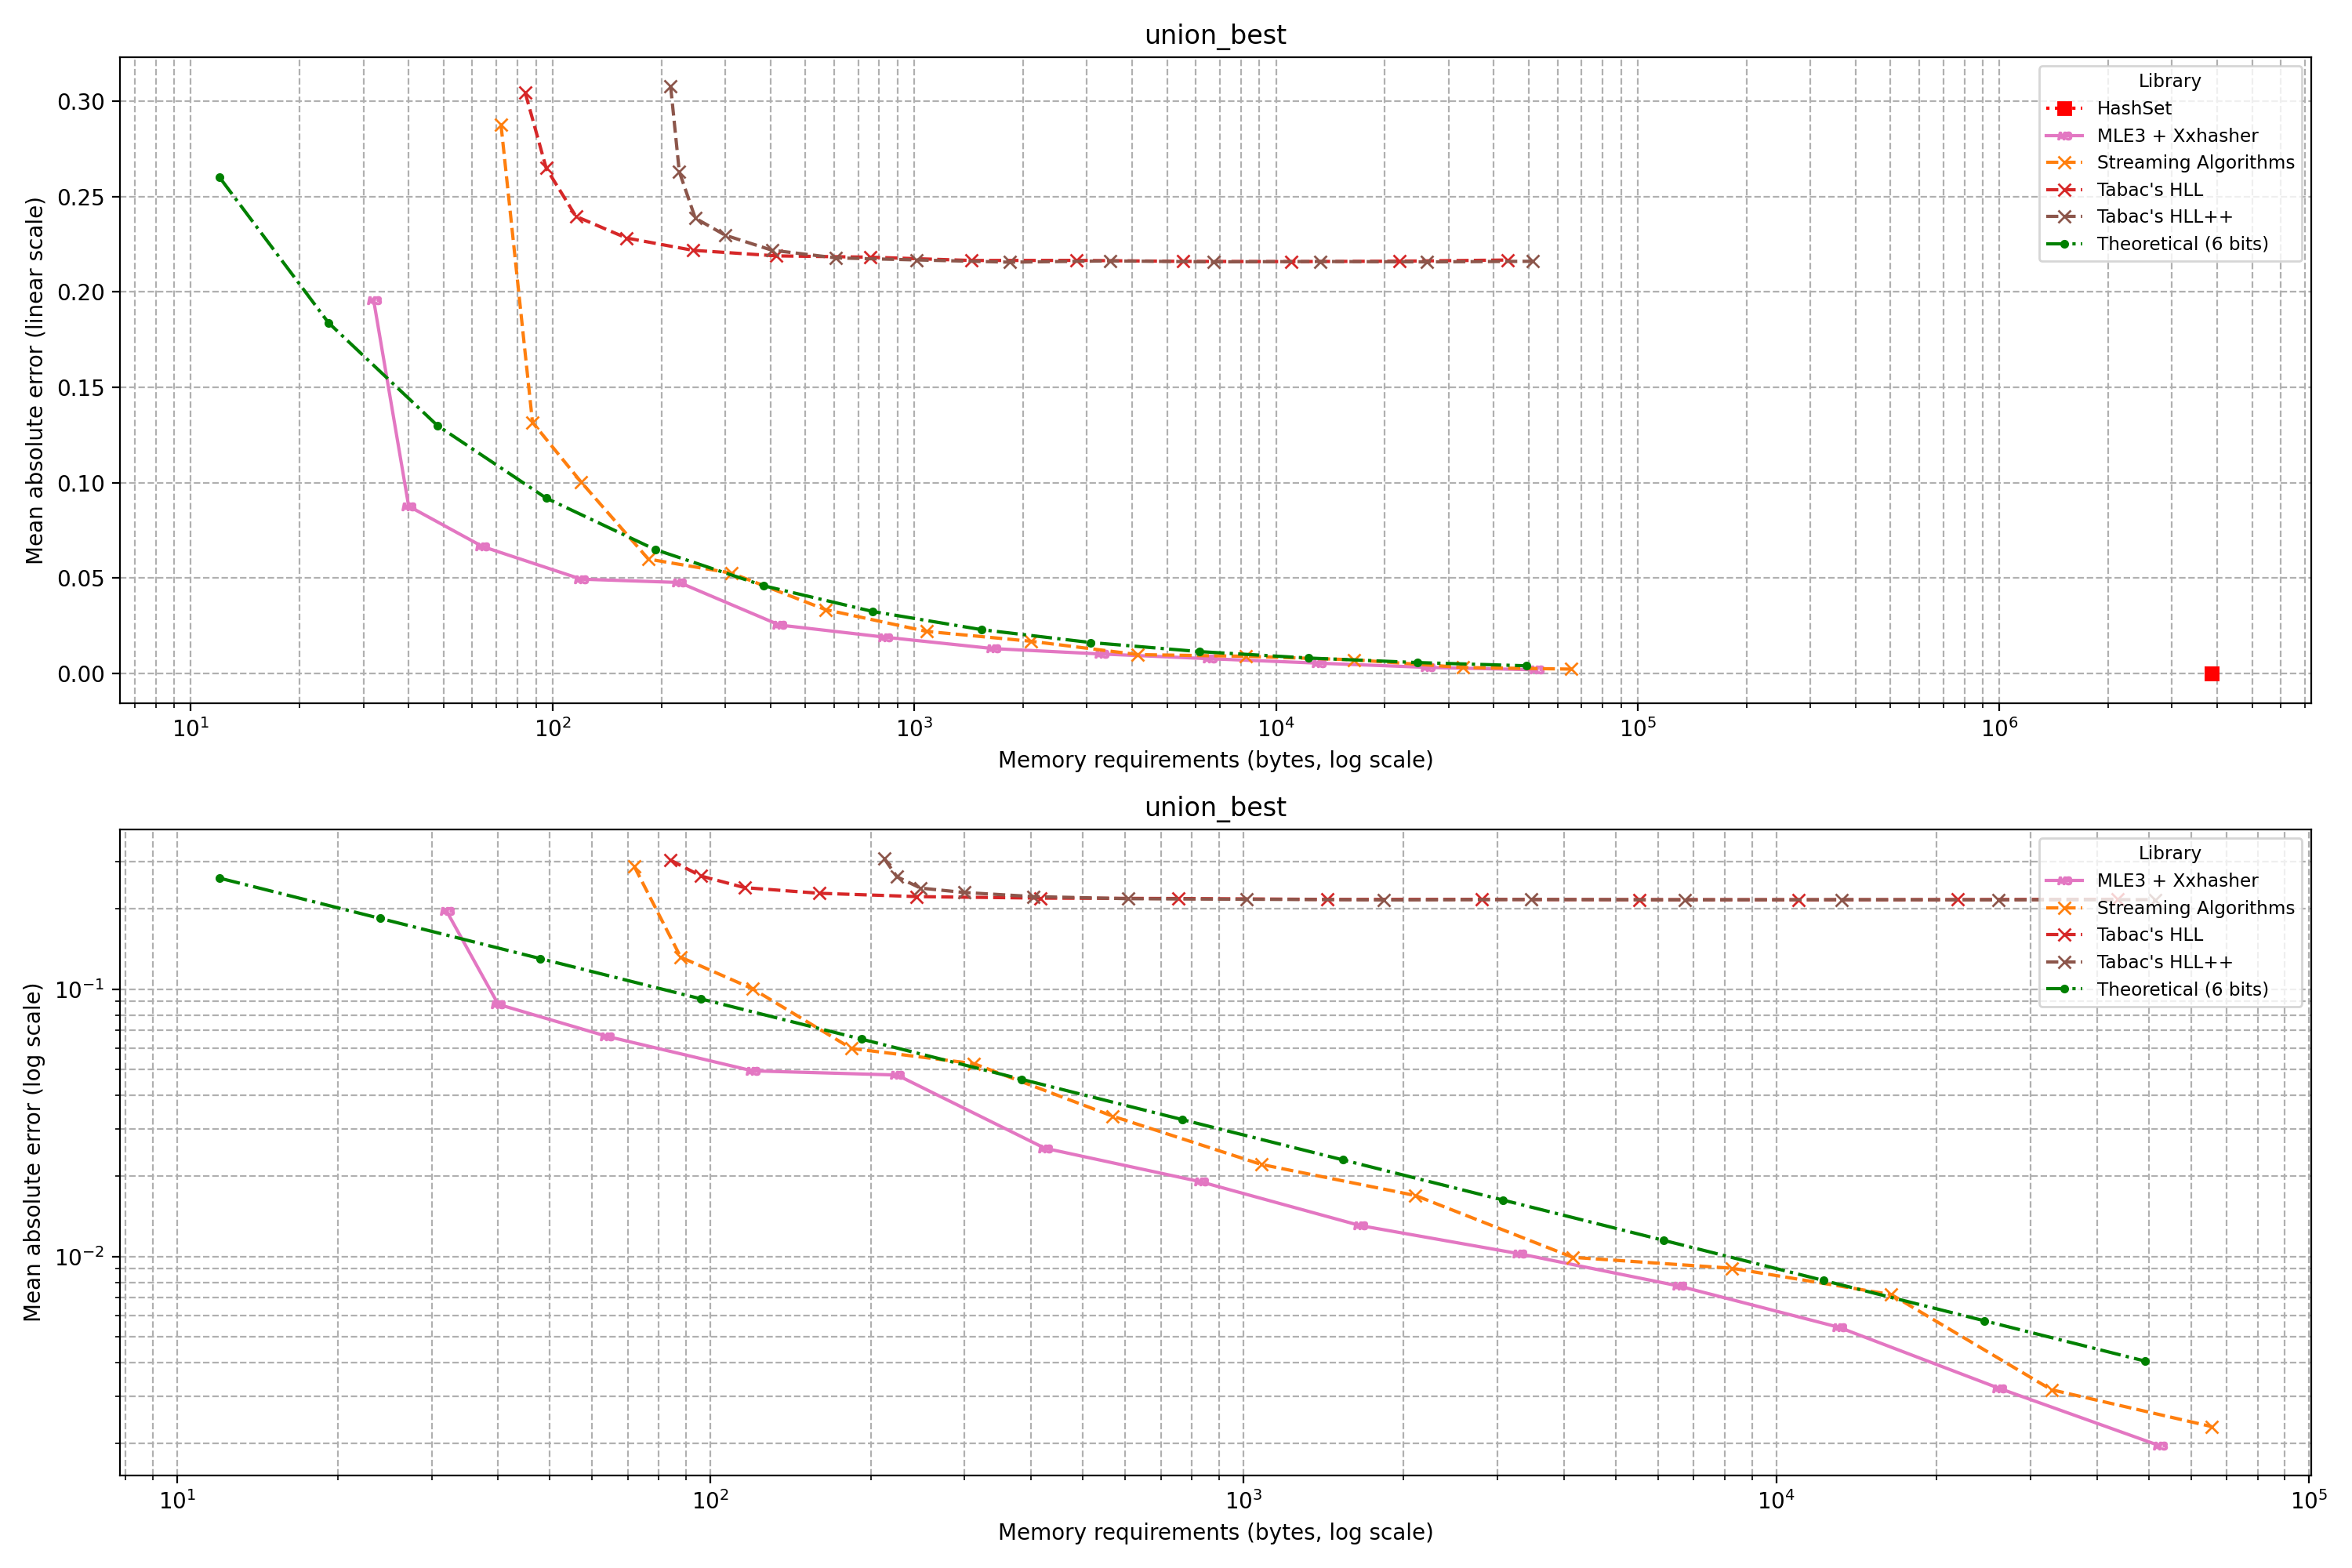 union_best
Mean absolute error (linear scale)
0.30
0.25
0.20
0.15
0.10
0.05
0.00
10¹
10²
10³
10⁴
10⁵
10⁶
Memory requirements (bytes, log scale)
Library
HashSet
MLE3 + Xxhasher
Streaming Algorithms
Tabac's HLL
Tabac's HLL++
Theoretical (6 bits)
union_best
Mean absolute error (log scale)
10⁻¹
10⁻²
10¹
10²
10³
10⁴
10⁵
Memory requirements (bytes, log scale)
Library
MLE3 + Xxhasher
Streaming Algorithms
Tabac's HLL
Tabac's HLL++
Theoretical (6 bits)